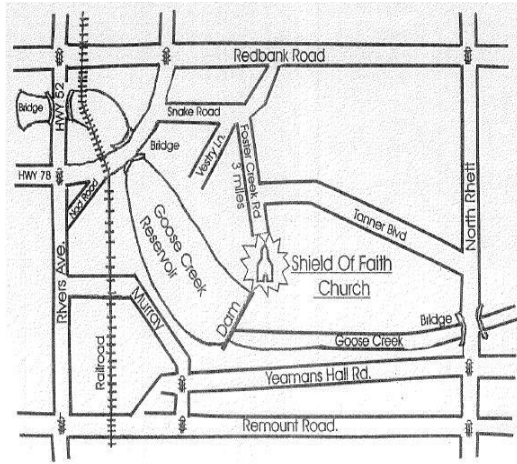 Redbank Road
HWY 52
Bridge
Snake Road
Bridge
Vestry Ln.
Foster Creek Rd
3 miles
HWY 78
Nad Road
Goose Creek
Reservoir
Tanner Blvd
North Rhett
Rivers Ave.
Shield Of Faith
Church
Murray
Dam
Bridge
Goose Creek
Railroad
Yeamans Hall Rd.
Remount Road.